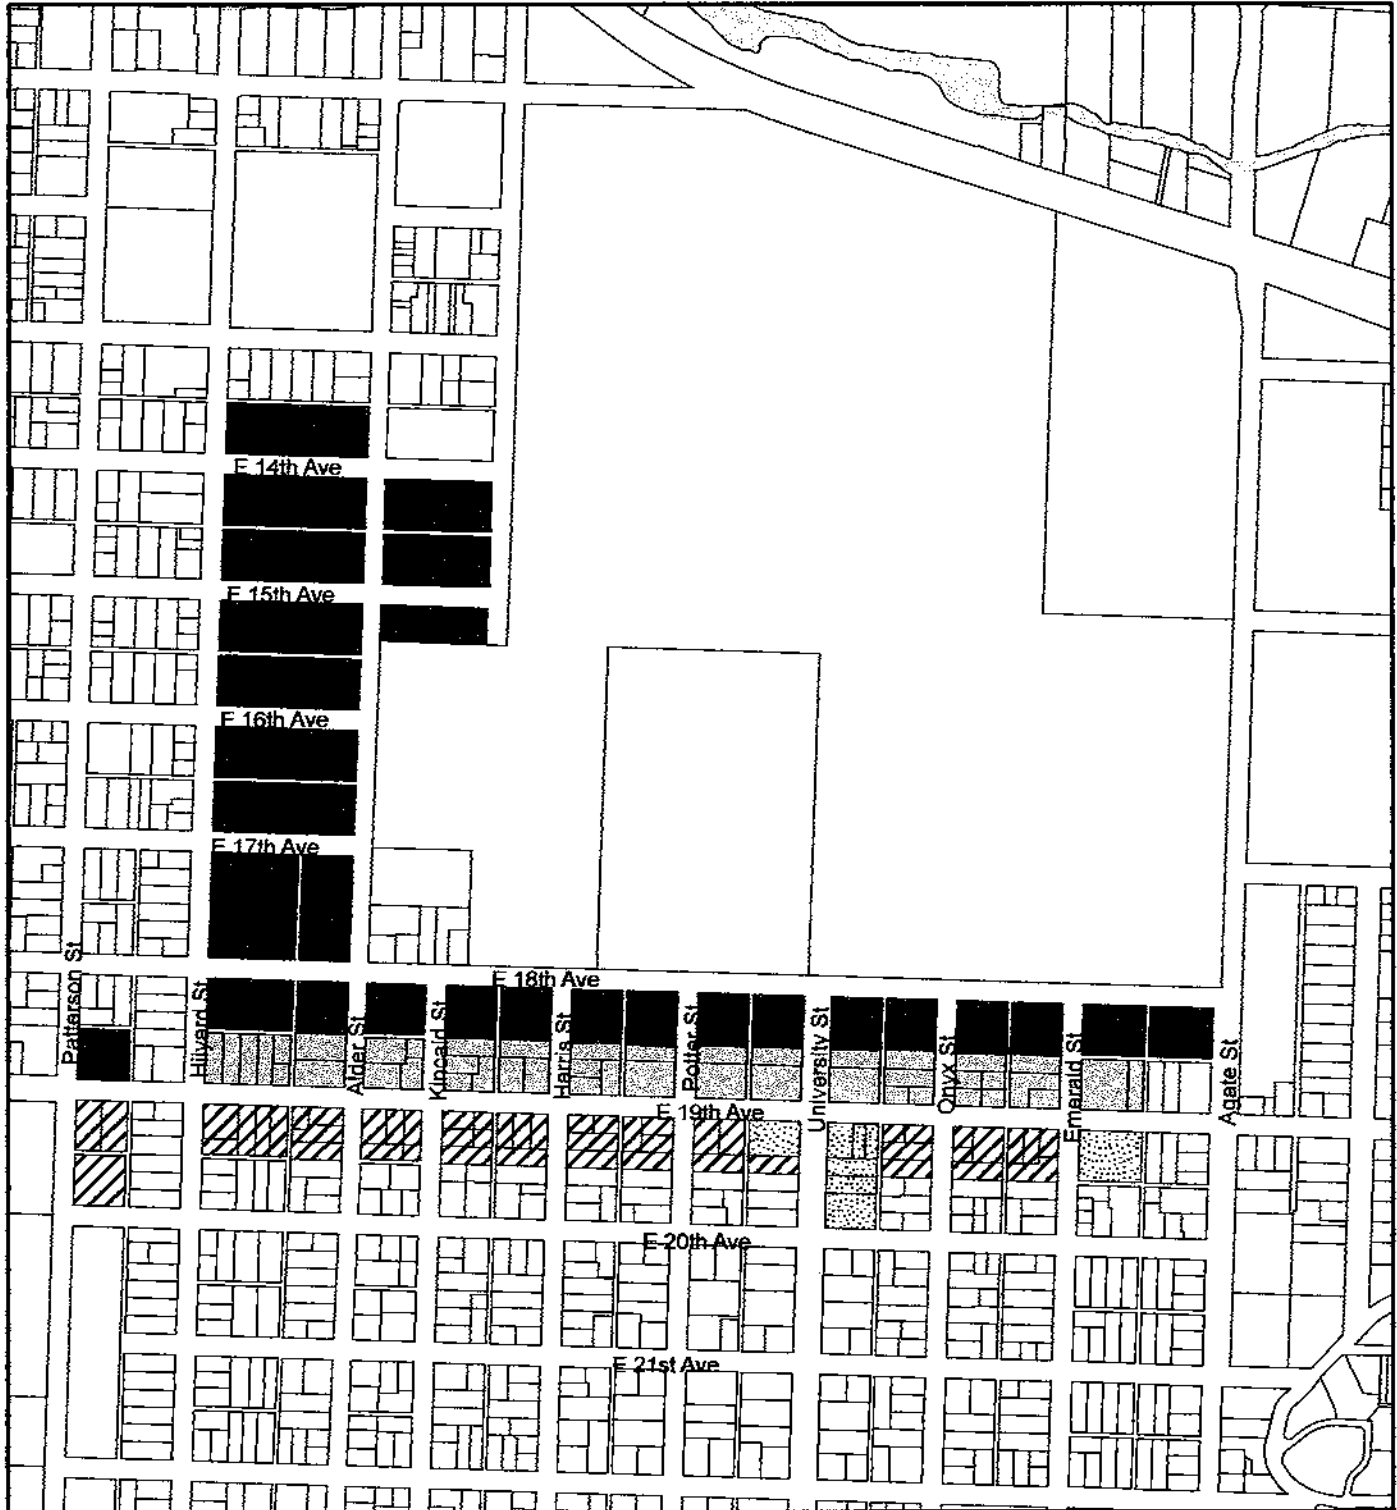 E 14th Ave
E 15th Ave
E 16th Ave
E 17th Ave
E 18th Ave
Patterson St
Hilyard St
Alder St
Kincaid St
Harris St
Potter St
University St
Onyx St
Emerald St
Agate St
E 19th Ave
E 20th Ave
E 21st Ave